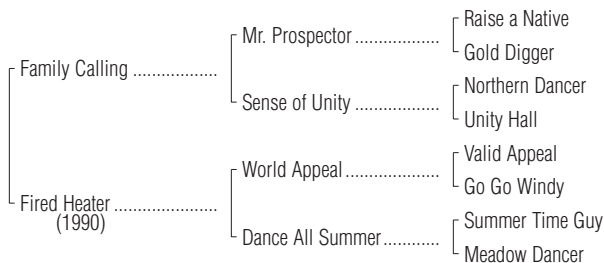 Raise a Native
Mr. Prospector ..................
Gold Digger
Family Calling ..................
Northern Dancer
Sense of Unity ..................
Unity Hall
Valid Appeal
World Appeal....................
Go Go Windy
Fired Heater ......................
(1990)
Summer Time Guy
Dance All Summer............
Meadow Dancer